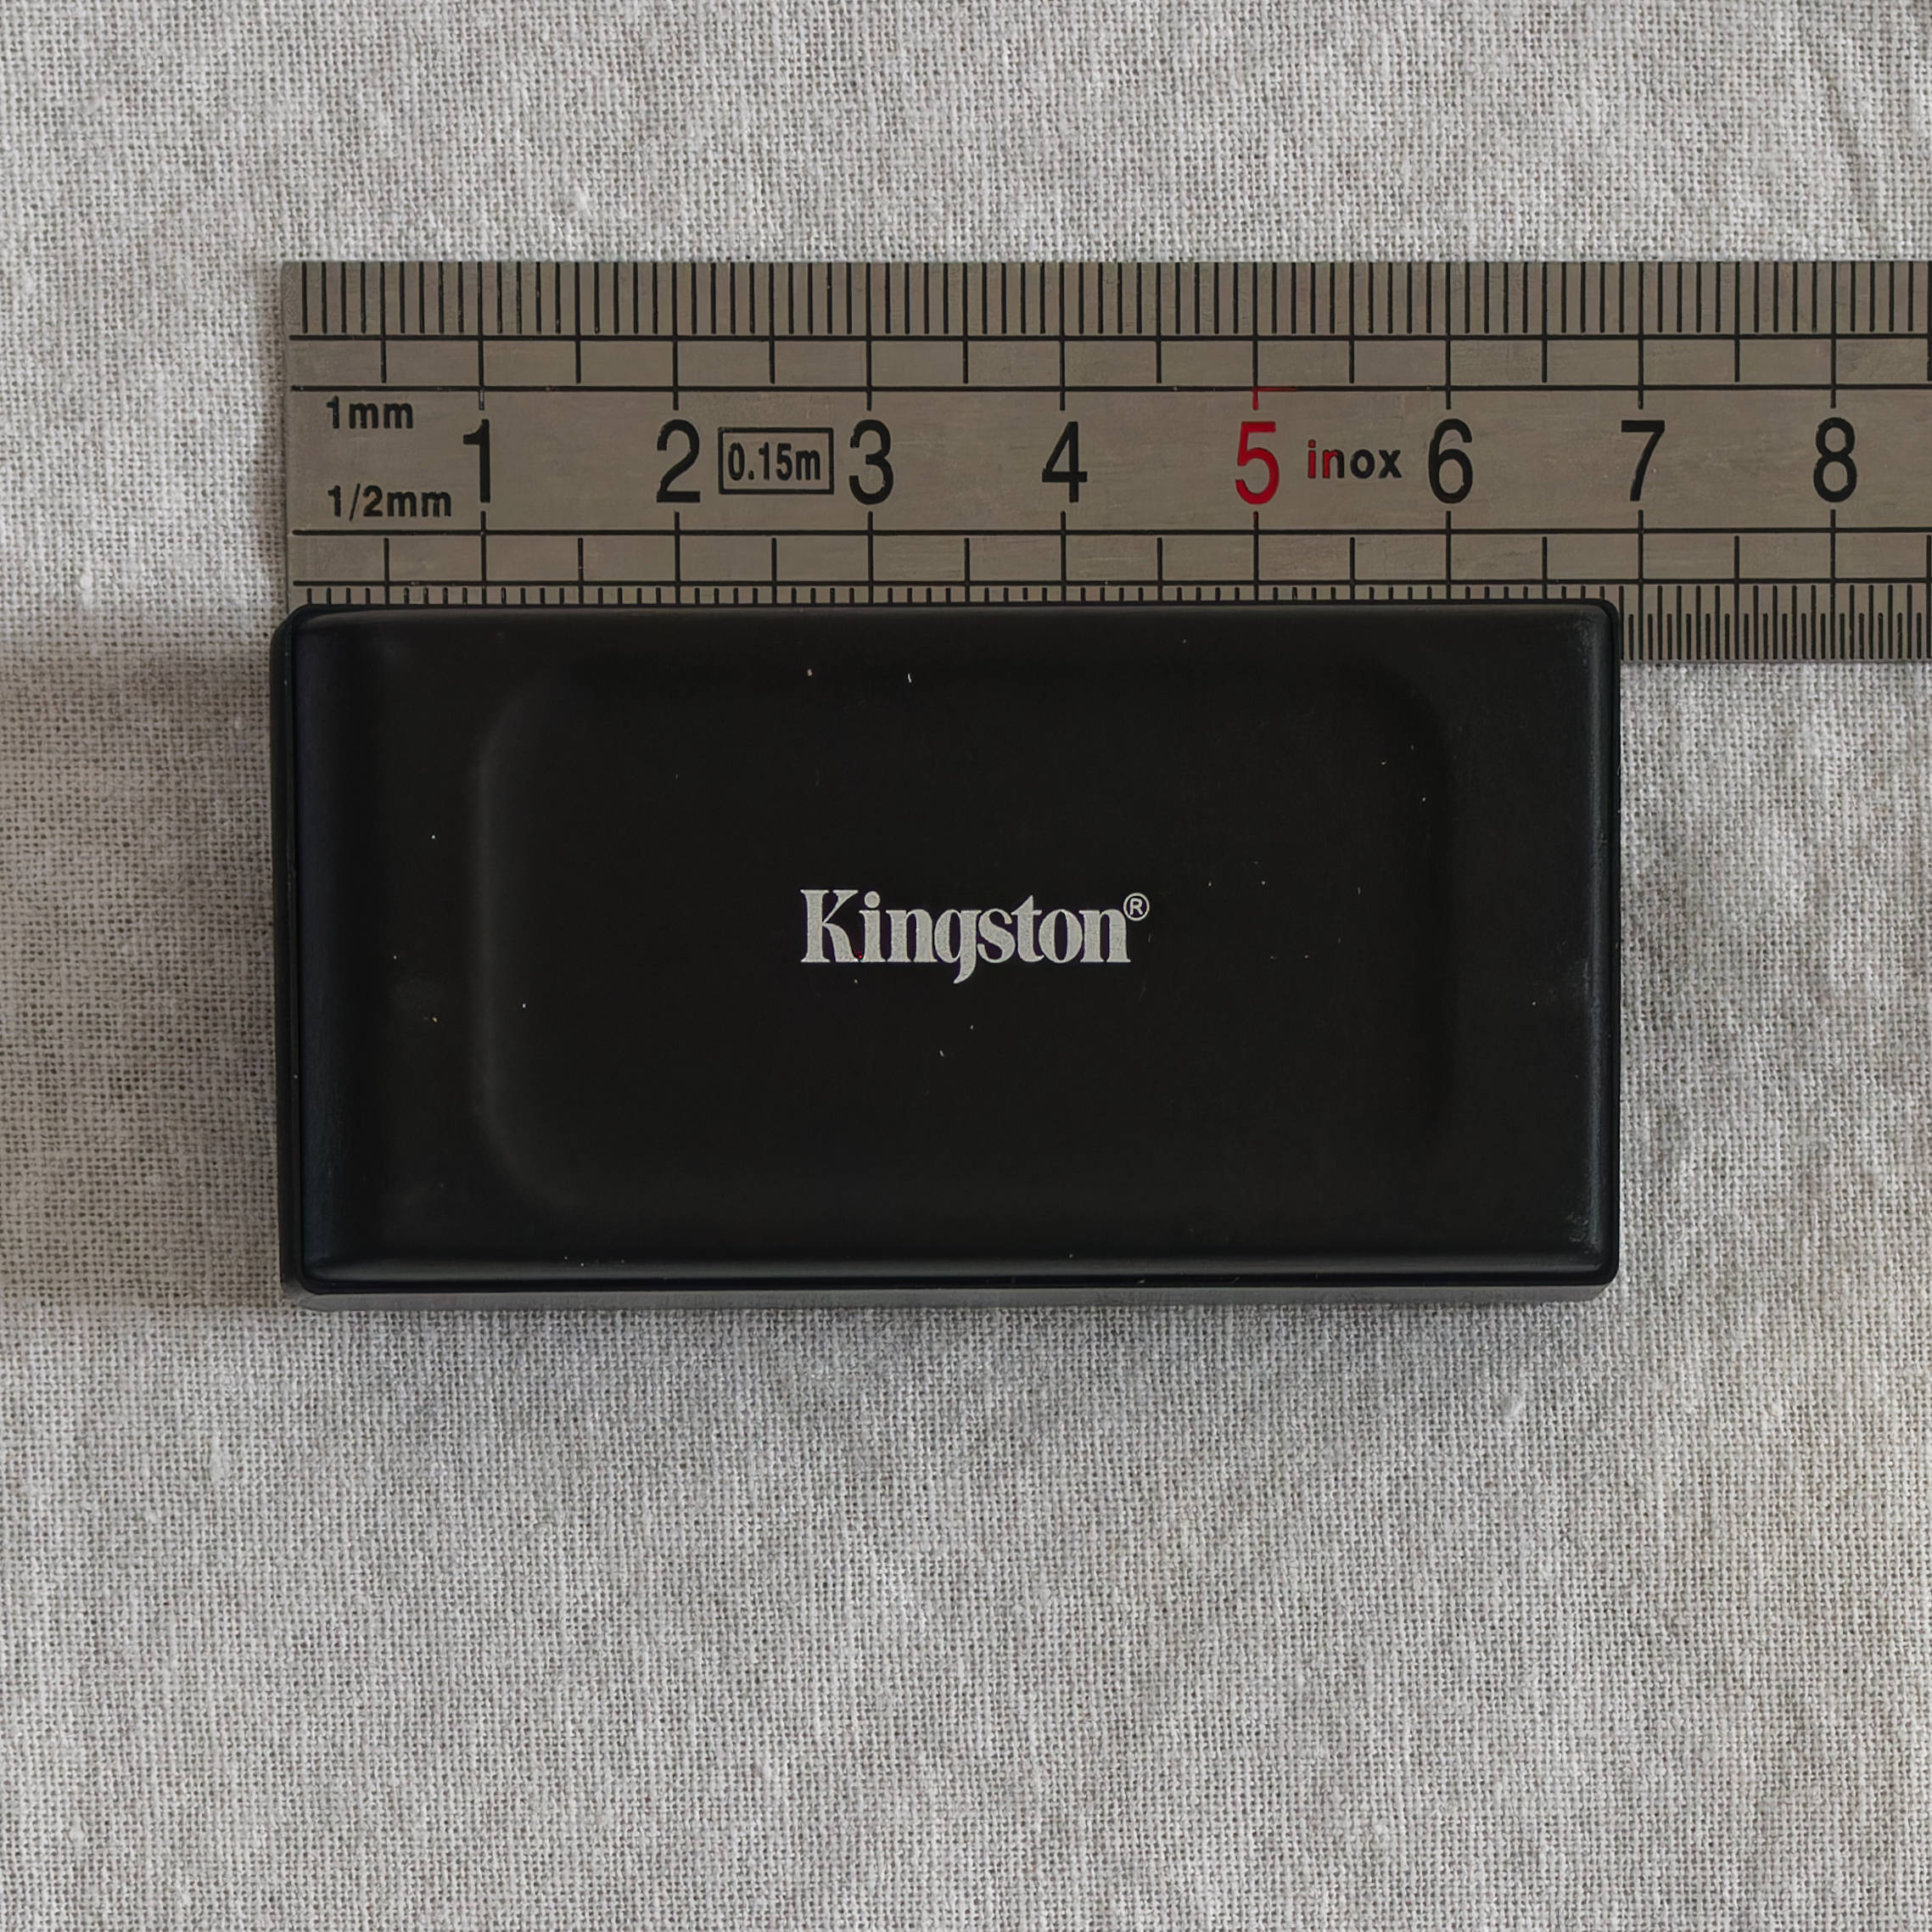 1mm
1 2 0.15m 3 4 5 inox 6 7 8
1/2mm
Kingston®